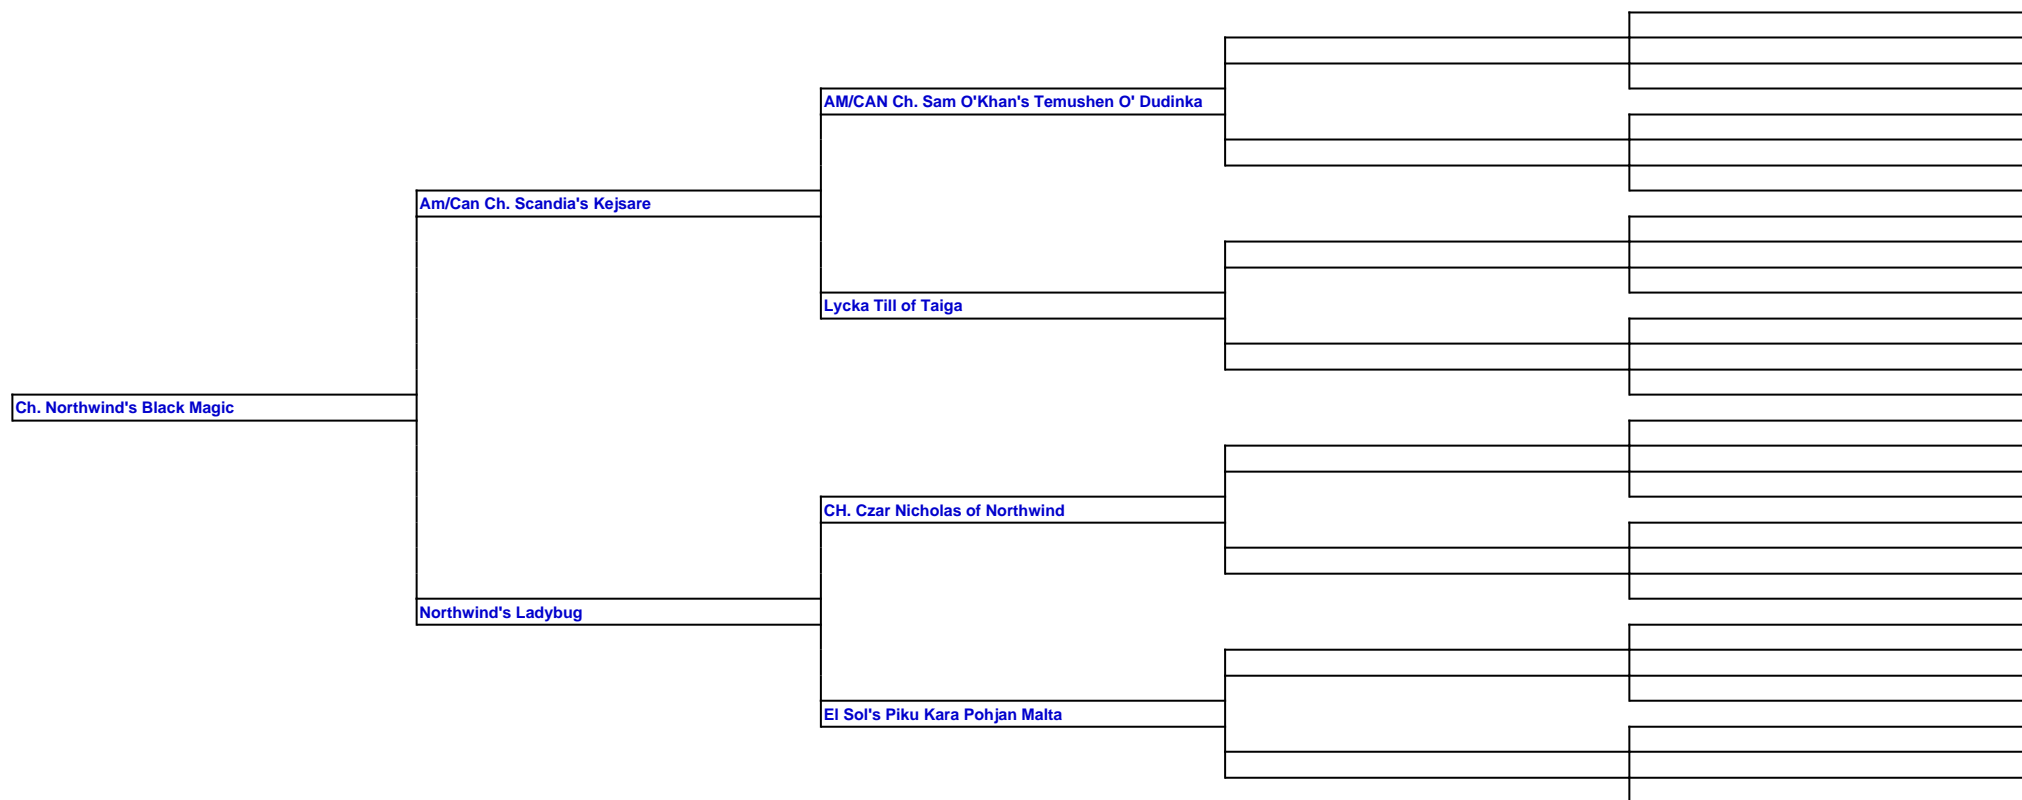 AM/CAN Ch. Sam O'Khan's Temushen O' Dudinka
Am/Can Ch. Scandia's Kejsare
Lycka Till of Taiga
Ch. Northwind's Black Magic
CH. Czar Nicholas of Northwind
Northwind's Ladybug
El Sol's Piku Kara Pohjan Malta